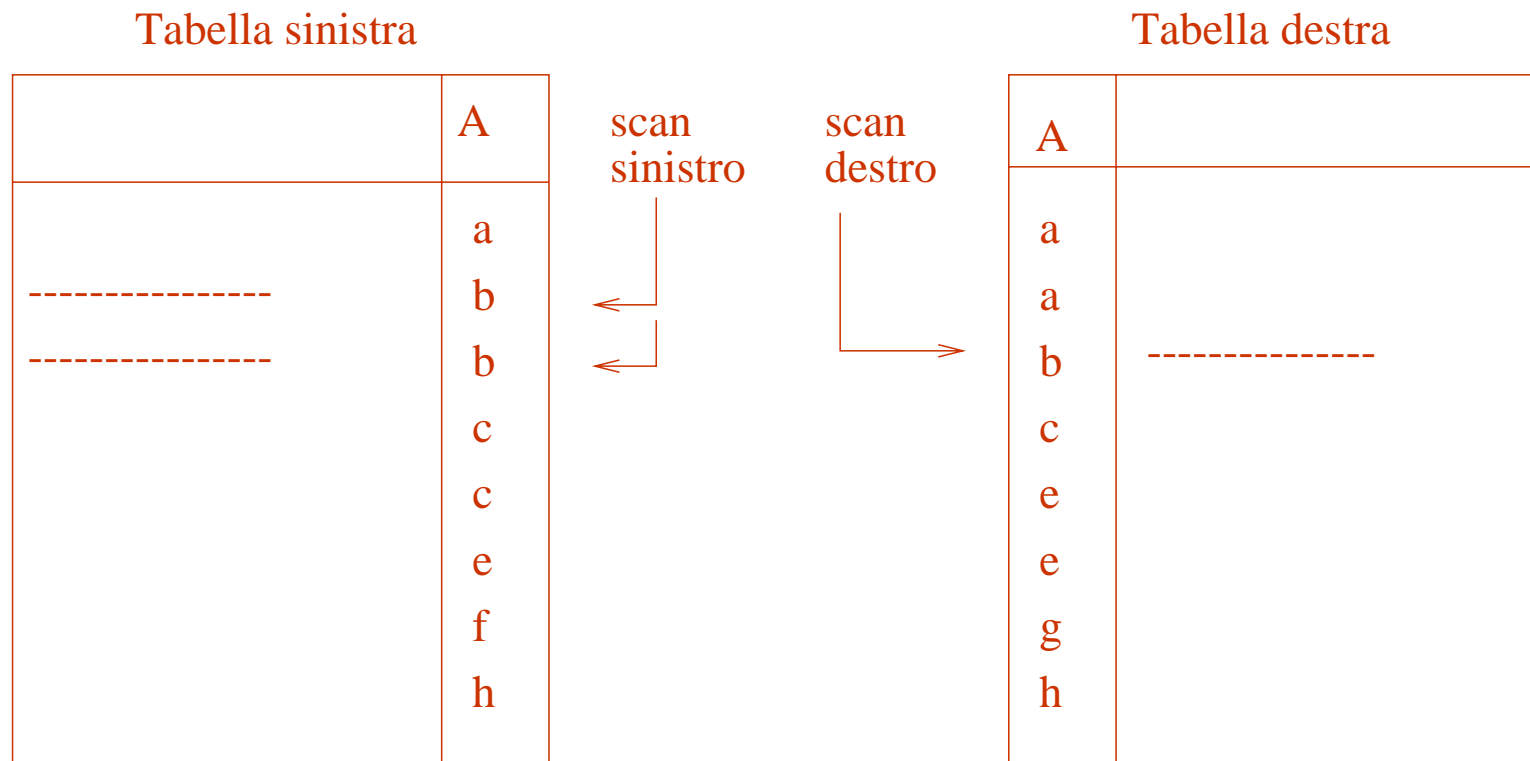 Tabella sinistra
Tabella destra
A
scan
sinistro
scan
destro
A
a
a
b
a
b
b
c
c
c
e
e
e
f
g
h
h